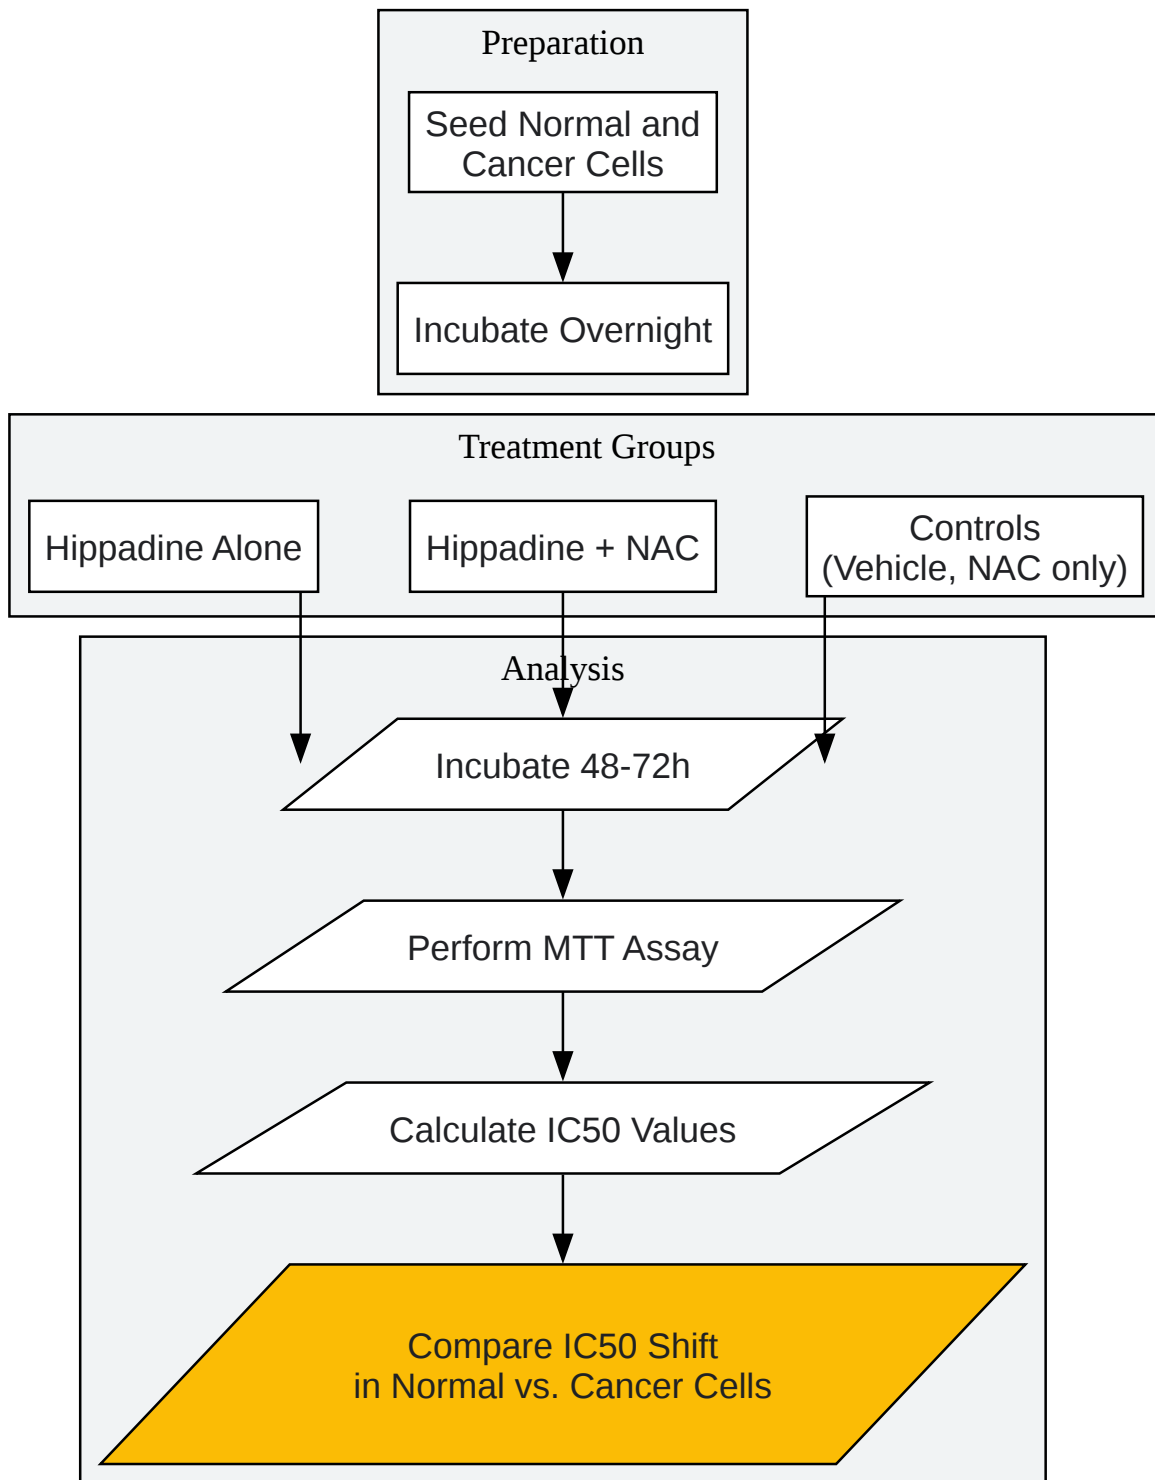 Preparation
Seed Normal and
Cancer Cells
Incubate Overnight
Treatment Groups
Hippadine Alone
Hippadine + NAC
Controls
(Vehicle, NAC only)
Analysis
Incubate 48-72h
Perform MTT Assay
Calculate IC50 Values
Compare IC50 Shift
in Normal vs. Cancer Cells